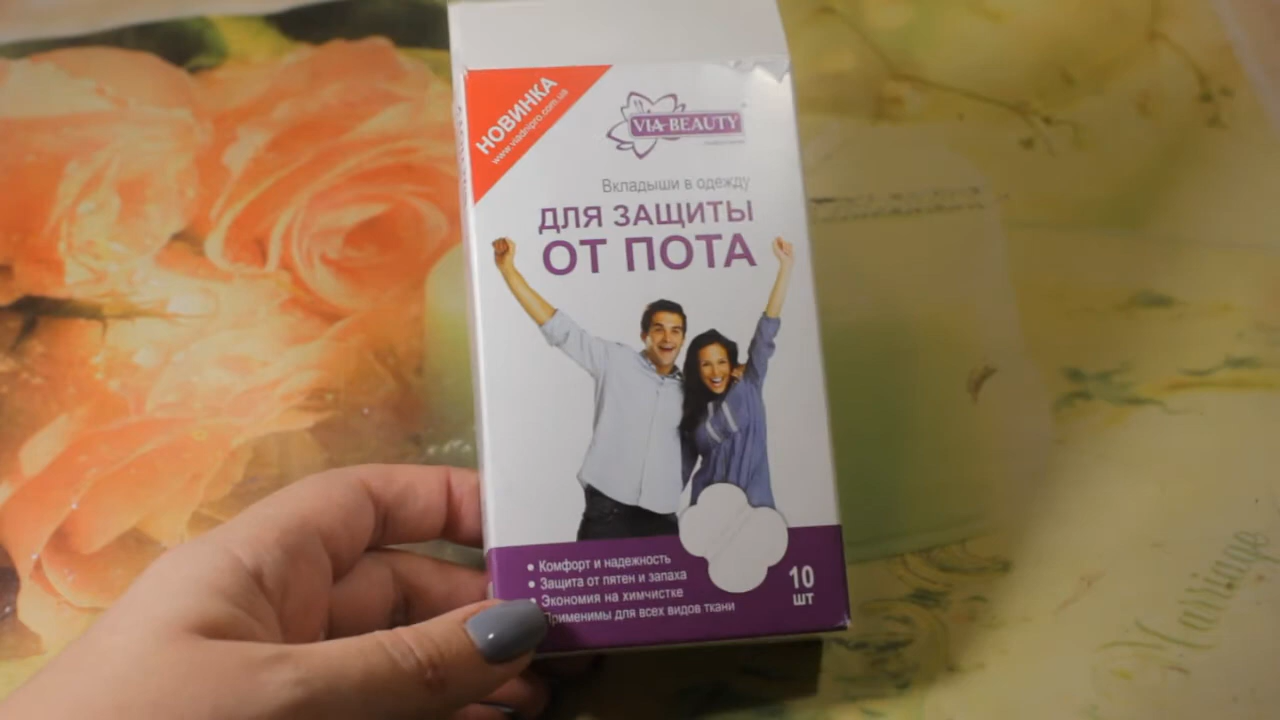 НОВИНКА
www.viadnipro.com.ua
VIA BEAUTY
Вкладыши в одежду
ДЛЯ ЗАЩИТЫ
ОТ ПОТА
• Комфорт и надежность
• Защита от пятен и запаха
• Экономия на химчистке
Применимы для всех видов ткани
10
шт
Marriage